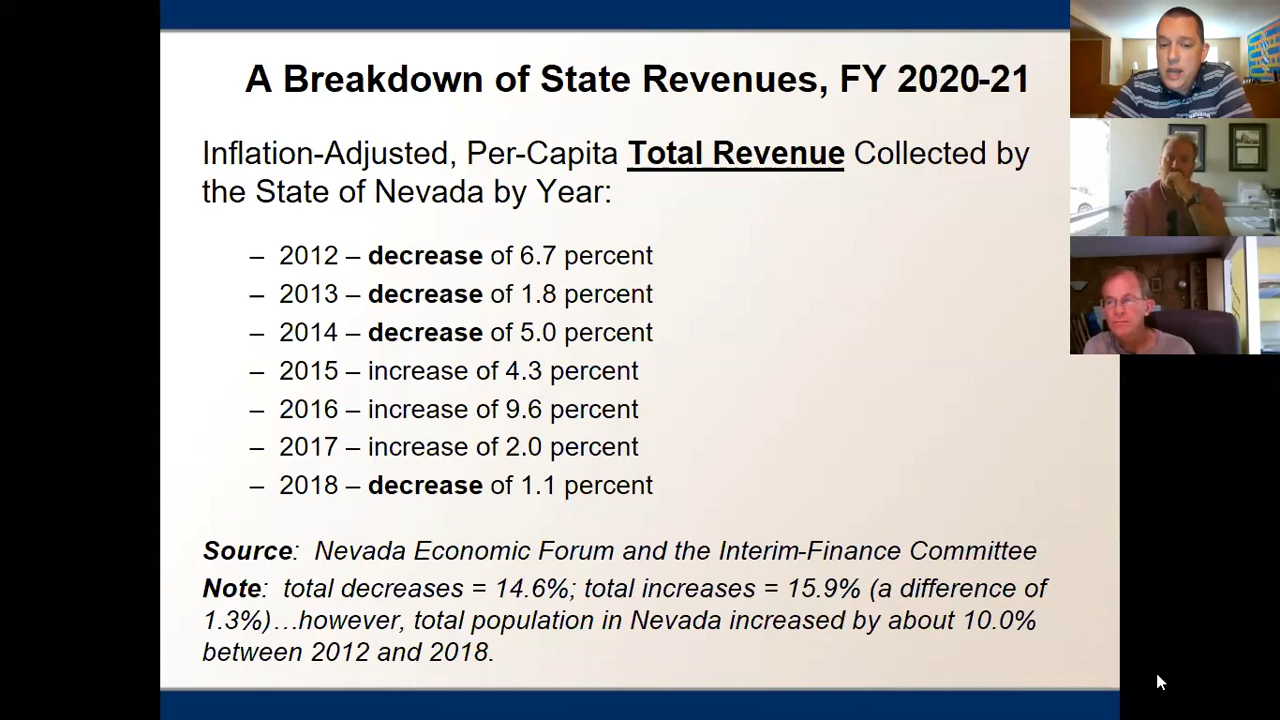 A Breakdown of State Revenues, FY 2020-21
Inflation-Adjusted, Per-Capita Total Revenue Collected by
the State of Nevada by Year:
– 2012 – decrease of 6.7 percent
– 2013 – decrease of 1.8 percent
– 2014 – decrease of 5.0 percent
– 2015 – increase of 4.3 percent
– 2016 – increase of 9.6 percent
– 2017 – increase of 2.0 percent
– 2018 – decrease of 1.1 percent
Source: Nevada Economic Forum and the Interim-Finance Committee
Note: total decreases = 14.6%; total increases = 15.9% (a difference of
1.3%)…however, total population in Nevada increased by about 10.0%
between 2012 and 2018.